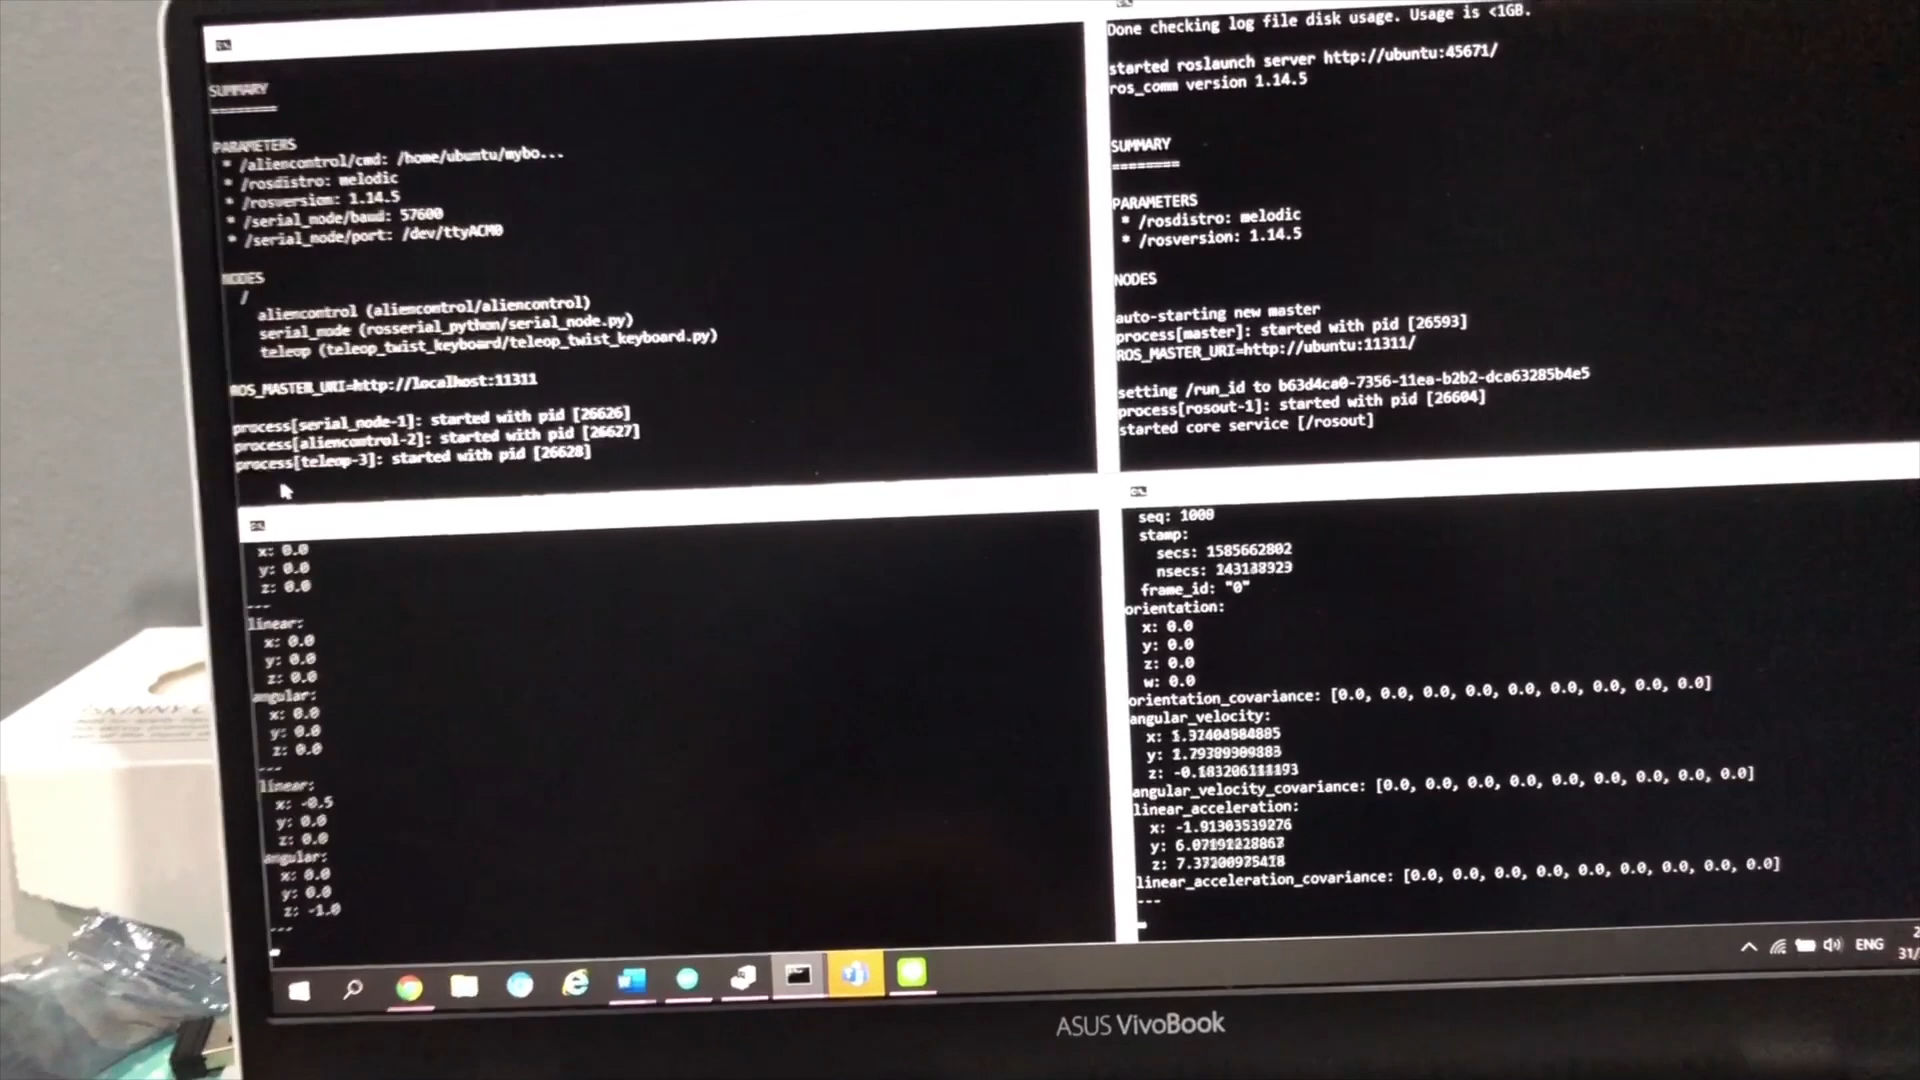 SUMMARY
========
PARAMETERS
* /aliencontrol/cmd: /home/ubuntu/mybo...
* /rosdistro: melodic
* /rosversion: 1.14.5
* /serial_node/baud: 57600
* /serial_node/port: /dev/ttyACM0
NODES
/
aliencontrol (aliencontrol/aliencontrol)
serial_node (rosserial_python/serial_node.py)
teleop (teleop_twist_keyboard/teleop_twist_keyboard.py)
ROS_MASTER_URI=http://localhost:11311
process[serial_node-1]: started with pid [26626]
process[aliencontrol-2]: started with pid [26627]
process[teleop-3]: started with pid [26628]
Done checking log file disk usage. Usage is <1GB.
started roslaunch server http://ubuntu:45671/
ros_comm version 1.14.5
SUMMARY
========
PARAMETERS
* /rosdistro: melodic
* /rosversion: 1.14.5
NODES
auto-starting new master
process[master]: started with pid [26593]
ROS_MASTER_URI=http://ubuntu:11311/
setting /run_id to b63d4ca0-7356-11ea-b2b2-dca63285b4e5
process[rosout-1]: started with pid [26604]
started core service [/rosout]
x: 0.0
y: 0.0
z: 0.0
---
linear:
x: 0.0
y: 0.0
z: 0.0
angular:
x: 0.0
y: 0.0
z: 0.0
---
linear:
x: -0.5
y: 0.0
z: 0.0
angular:
x: 0.0
y: 0.0
z: -1.0
---
seq: 1008
stamp:
secs: 1585662802
nsecs: 243138923
frame_id: "0"
orientation:
x: 0.0
y: 0.0
z: 0.0
w: 0.0
orientation_covariance: [0.0, 0.0, 0.0, 0.0, 0.0, 0.0, 0.0, 0.0, 0.0]
angular_velocity:
x:
y:
z:
angular_velocity_covariance: [0.0, 0.0, 0.0, 0.0, 0.0, 0.0, 0.0, 0.0, 0.0]
linear_acceleration:
x: -1.91303539276
y:
z:
linear_acceleration_covariance: [0.0, 0.0, 0.0, 0.0, 0.0, 0.0, 0.0, 0.0, 0.0]
---
ENG
31/
ASUS VivoBook
SKINNY